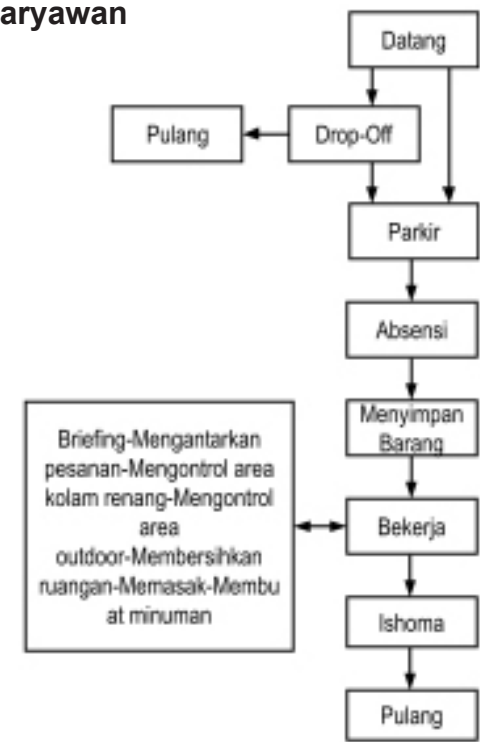 aryawan
Datang
Pulang
Drop-Off
Parkir
Absensi
Menyimpan
Barang
Briefing-Mengantarkan
pesanan-Mengontrol area
kolam renang-Mengontrol
area
outdoor-Membersihkan
ruangan-Memasak-Membu
at minuman
Bekerja
Ishoma
Pulang